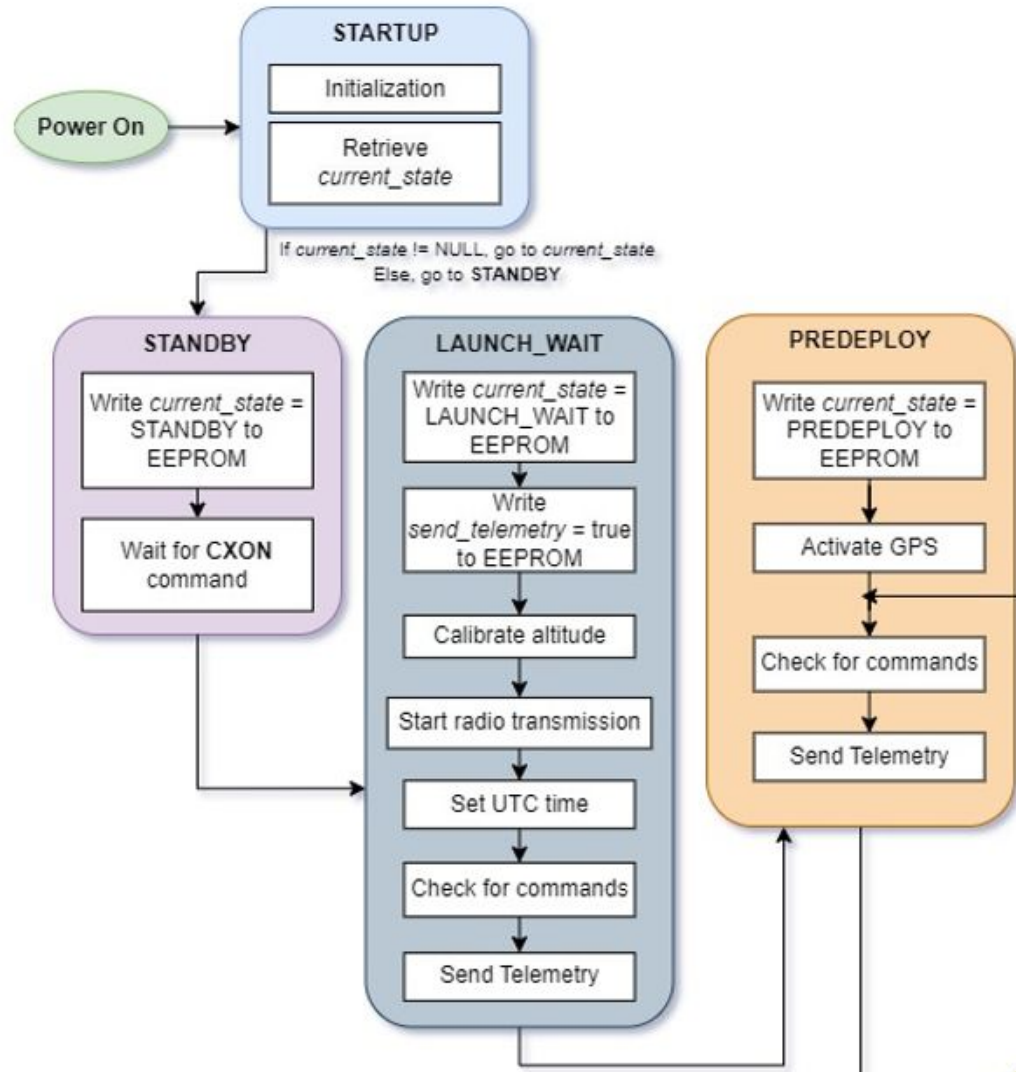 STARTUP
Initialization
Power On
Retrieve
current_state
If current_state != NULL, go to current_state
Else, go to STANDBY
STANDBY
Write current_state =
STANDBY to
EEPROM
Wait for CXON
command
LAUNCH_WAIT
Write current_state =
LAUNCH_WAIT to
EEPROM
Write
send_telemetry = true
to EEPROM
Calibrate altitude
Start radio transmission
Set UTC time
Check for commands
Send Telemetry
PREDEPLOY
Write current_state =
PREDEPLOY to
EEPROM
Activate GPS
Check for commands
Send Telemetry